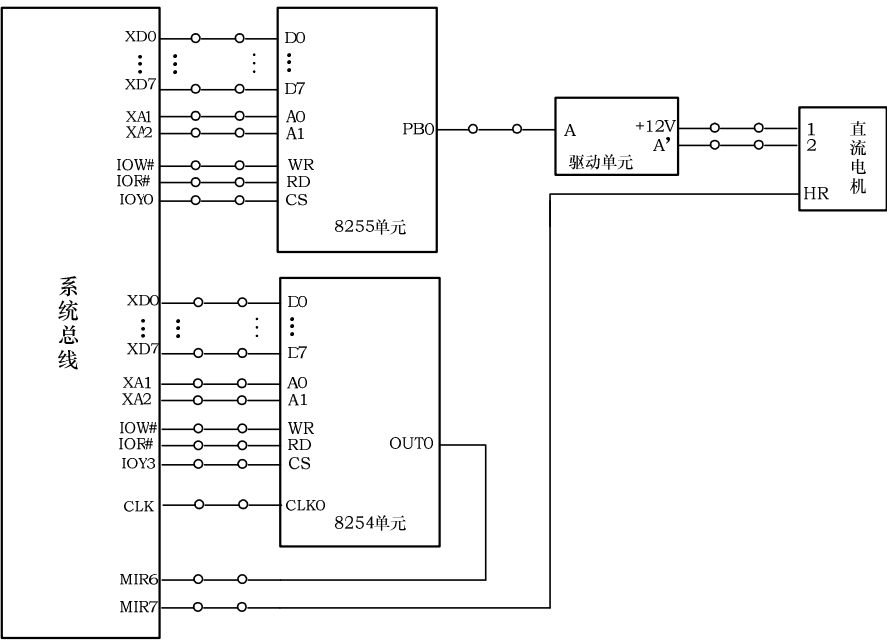 系统总线
XD0
XD7
XA1
XA2
IOW#
IOR#
IOY0
D0
D7
A0
A1
WR
RD
CS
PB0
8255单元
A
+12V
A'
驱动单元
1
2
HR
直流电机
XD0
XD7
XA1
XA2
IOW#
IOR#
IOY3
CLK
D0
D7
A0
A1
WR
RD
CS
CLK0
OUT0
8254单元
MIR6
MIR7